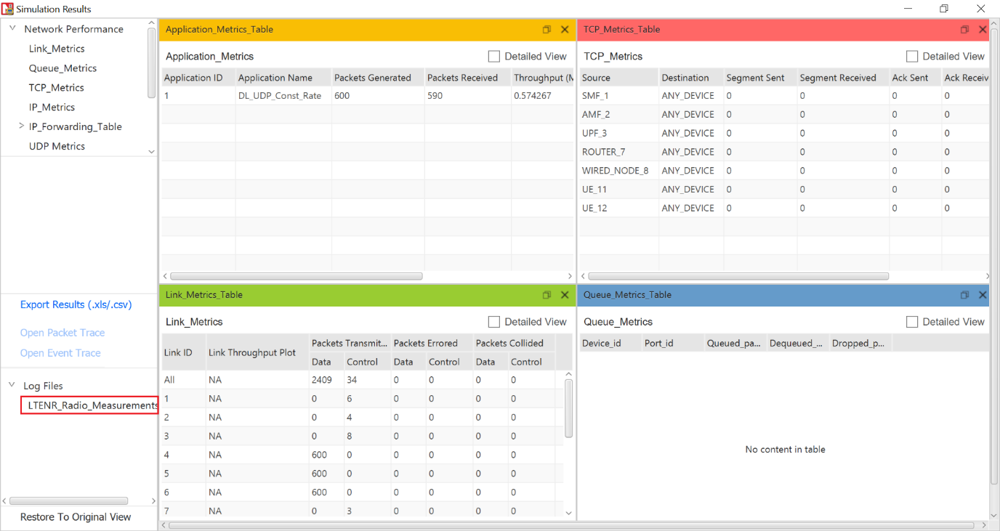 Simulation Results
Network Performance
Link_Metrics
Queue_Metrics
TCP_Metrics
IP_Metrics
IP_Forwarding_Table
UDP Metrics
Export Results (.xls/.csv)
Open Packet Trace
Open Event Trace
Log Files
LTENR_Radio_Measurements
Restore To Original View
Application_Metrics_Table
Application_Metrics Detailed View
Application ID Application Name Packets Generated Packets Received Throughput (M
1 DL_UDP_Const_Rate 600 590 0.574267
TCP_Metrics_Table
TCP_Metrics Detailed View
Source Destination Segment Sent Segment Received Ack Sent Ack Receiv
SMF_1 ANY_DEVICE 0 0 0 0
AMF_2 ANY_DEVICE 0 0 0 0
UPF_3 ANY_DEVICE 0 0 0 0
ROUTER_7 ANY_DEVICE 0 0 0 0
WIRED_NODE_8 ANY_DEVICE 0 0 0 0
UE_11 ANY_DEVICE 0 0 0 0
UE_12 ANY_DEVICE 0 0 0 0
Link_Metrics_Table
Link_Metrics Detailed View
Link ID Link Throughput Plot Packets Transmit... Packets Errored Packets Collided
Data Control Data Control Data Control
All NA 2409 34 0 0 0 0
1 NA 0 6 0 0 0 0
2 NA 0 4 0 0 0 0
3 NA 0 8 0 0 0 0
4 NA 600 0 0 0 0 0
5 NA 600 0 0 0 0 0
6 NA 600 0 0 0 0 0
7 NA 0 3 0 0 0 0
Queue_Metrics_Table
Queue_Metrics Detailed View
Device_id Port_id Queued_pa... Dequeued_... Dropped_p...
No content in table